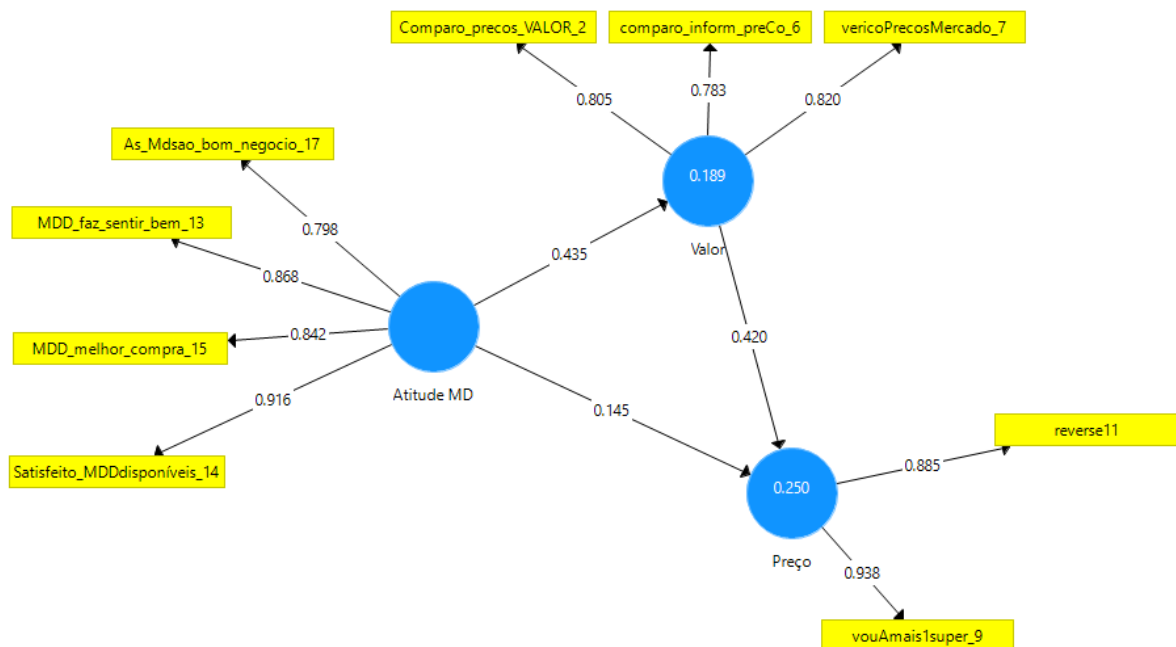 Comparo_precos_VALOR_2
comparo_inform_preCo_6
vericoPrecosMercado_7
0.805
0.783
0.820
As_Mdsao_bom_negocio_17
0.798
MDD_faz_sentir_bem_13
0.868
0.189
Valor
0.435
MDD_melhor_compra_15
0.842
Atitude MD
0.420
0.916
0.145
Satisfeito_MDDdisponíveis_14
reverse11
0.885
0.250
Preço
0.938
vouAmais1super_9